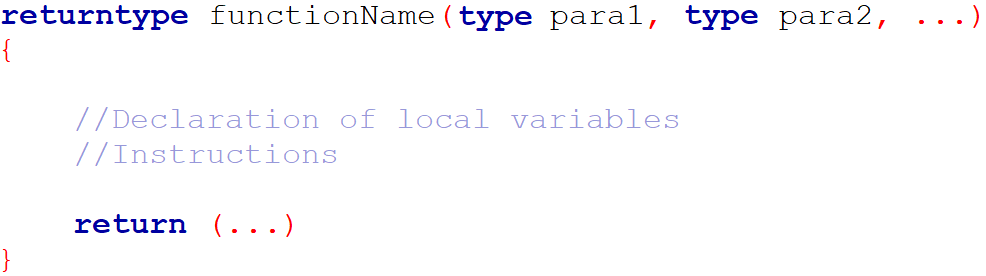 returntype functionName(type para1, type para2, ...)
{
//Declaration of local variables
//Instructions
return (...)
}